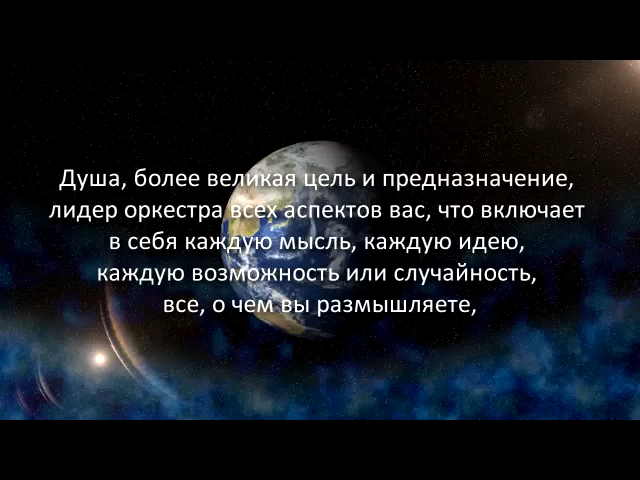 Душа, более великая цель и предназначение,
лидер оркестра всех аспектов вас, что включает
в себя каждую мысль, каждую идею,
каждую возможность или случайность,
все, о чем вы размышляете,